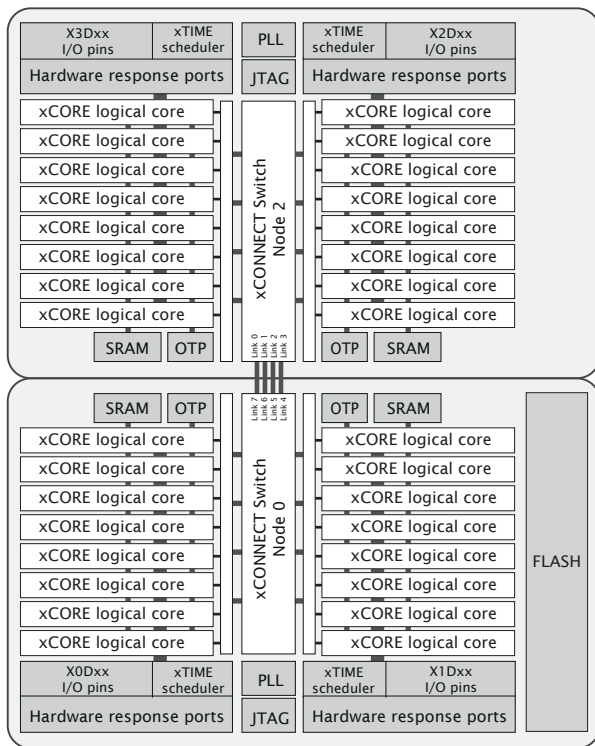 X3Dxx
I/O pins
xTIME
scheduler
PLL
xTIME
scheduler
X2Dxx
I/O pins
Hardware response ports
JTAG
Hardware response ports
xCORE logical core
xCORE logical core
xCORE logical core
xCORE logical core
xCORE logical core
xCORE logical core
xCORE logical core
xCORE logical core
xCONNECT Switch
Node 2
xCORE logical core
xCORE logical core
xCORE logical core
xCORE logical core
xCORE logical core
xCORE logical core
xCORE logical core
xCORE logical core
SRAM
OTP
Link 0
Link 1
Link 2
Link 3
OTP
SRAM
SRAM
OTP
Link 7
Link 6
Link 5
Link 4
OTP
SRAM
xCORE logical core
xCORE logical core
xCORE logical core
xCORE logical core
xCORE logical core
xCORE logical core
xCORE logical core
xCORE logical core
xCONNECT Switch
Node 0
xCORE logical core
xCORE logical core
xCORE logical core
xCORE logical core
xCORE logical core
xCORE logical core
xCORE logical core
xCORE logical core
FLASH
X0Dxx
I/O pins
xTIME
scheduler
PLL
xTIME
scheduler
X1Dxx
I/O pins
Hardware response ports
JTAG
Hardware response ports